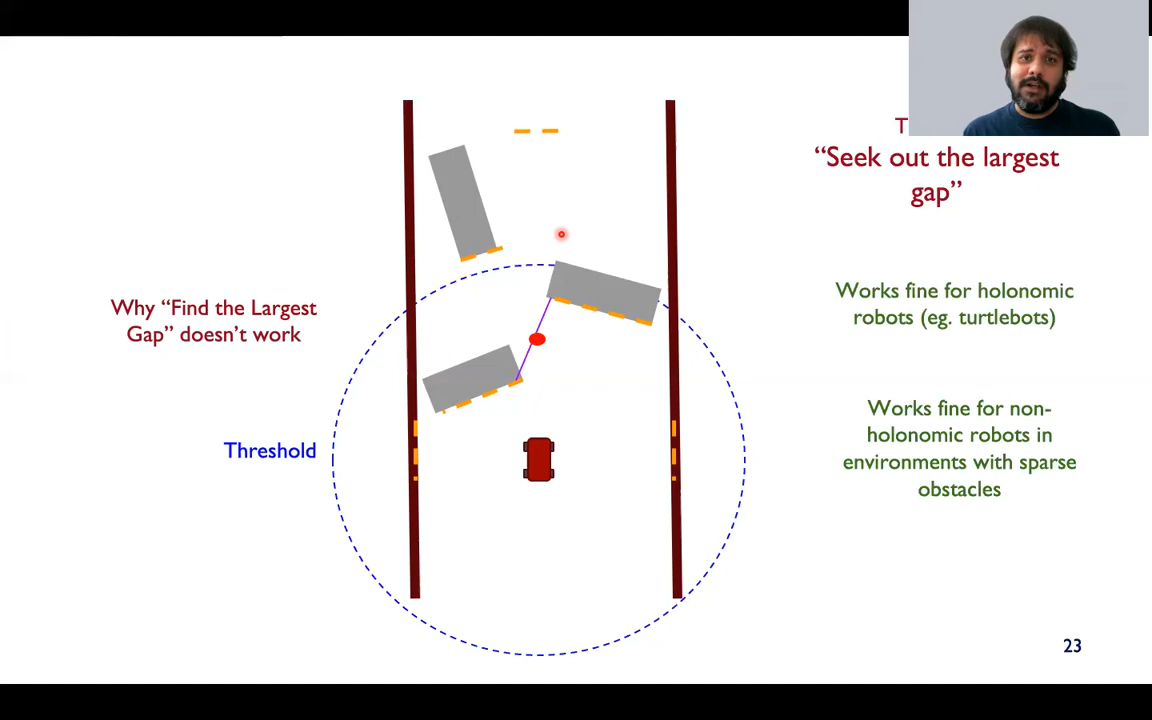 “Seek out the largest
gap”
Why “Find the Largest
Gap” doesn’t work
Works fine for holonomic
robots (eg. turtlebots)
Threshold
Works fine for non-
holonomic robots in
environments with sparse
obstacles
23